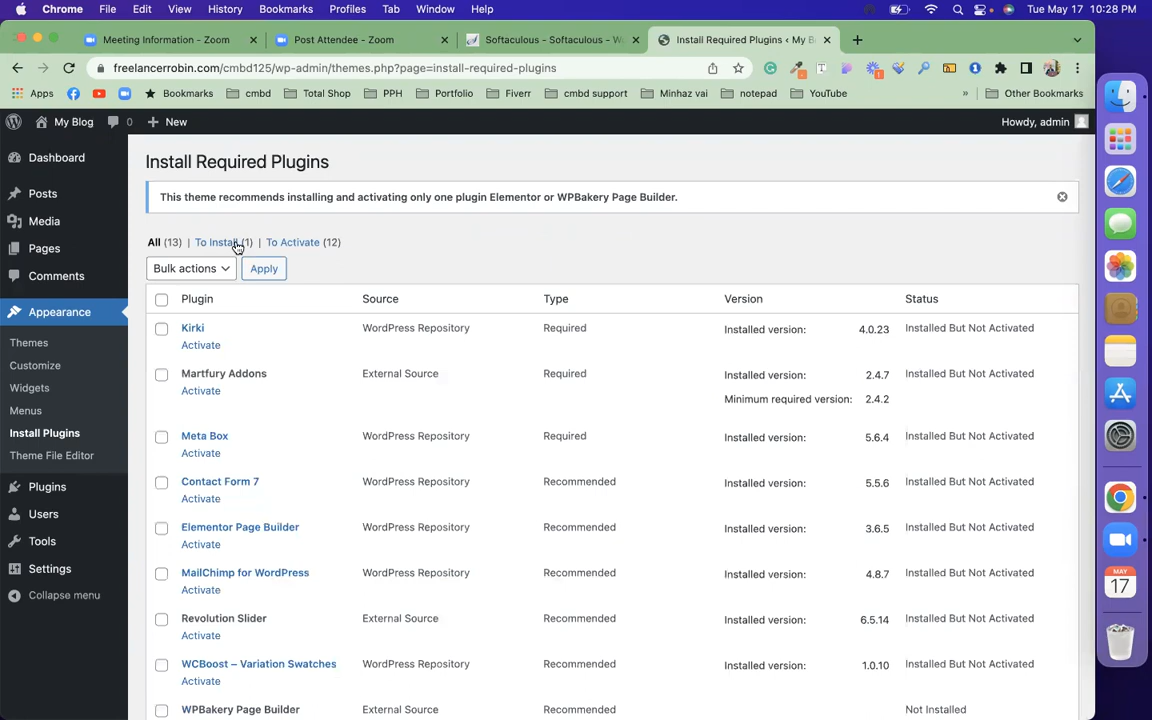 Chrome File Edit View History Bookmarks Profiles Tab Window Help Tue May 17 10:28 PM
Meeting Information - Zoom Post Attendee - Zoom Softaculous - Softaculous - W Install Required Plugins ‹ My B
freelancerrobin.com/cmbd125/wp-admin/themes.php?page=install-required-plugins
Apps Bookmarks cmbd Total Shop PPH Portfolio Fiverr cmbd support Minhaz vai notepad YouTube » Other Bookmarks
My Blog 0 New Howdy, admin
Dashboard
Posts
Media
Pages
Comments
Appearance
Themes
Customize
Widgets
Menus
Install Plugins
Theme File Editor
Plugins
Users
Tools
Settings
Collapse menu
Install Required Plugins
This theme recommends installing and activating only one plugin Elementor or WPBakery Page Builder.
All (13) | To Install (1) | To Activate (12)
Bulk actions Apply
Plugin Source Type Version Status
Kirki WordPress Repository Required Installed version: 4.0.23 Installed But Not Activated
Activate
Martfury Addons External Source Required Installed version: 2.4.7 Installed But Not Activated
Activate Minimum required version: 2.4.2
Meta Box WordPress Repository Required Installed version: 5.6.4 Installed But Not Activated
Activate
Contact Form 7 WordPress Repository Recommended Installed version: 5.5.6 Installed But Not Activated
Activate
Elementor Page Builder WordPress Repository Recommended Installed version: 3.6.5 Installed But Not Activated
Activate
MailChimp for WordPress WordPress Repository Recommended Installed version: 4.8.7 Installed But Not Activated
Activate
Revolution Slider External Source Recommended Installed version: 6.5.14 Installed But Not Activated
Activate
WCBoost – Variation Swatches WordPress Repository Recommended Installed version: 1.0.10 Installed But Not Activated
Activate
WPBakery Page Builder External Source Recommended Not Installed
MAY
17